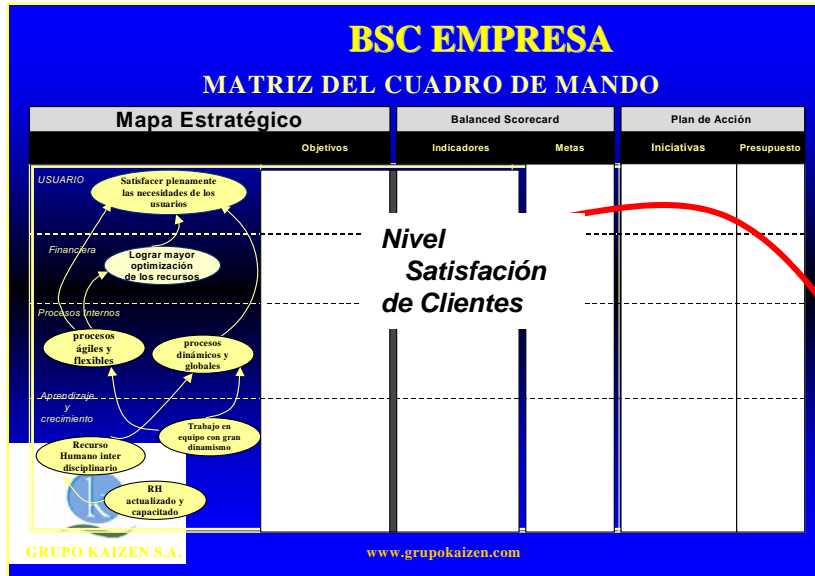 BSC EMPRESA
MATRIZ DEL CUADRO DE MANDO
Mapa Estratégico
Balanced Scorecard
Plan de Acción
Objetivos
Indicadores
Metas
Iniciativas
Presupuesto
USUARIO
Satisfacer plenamente
las necesidades de los
usuarios
Financiera
Lograr mayor
optimización
de los recursos
Nivel
Satisfación
de Clientes
Procesos Internos
procesos
ágiles y
flexibles
procesos
dinámicos y
globales
Aprendizaje
y
crecimiento
Trabajo en
equipo con gran
dinamismo
Recurso
Humano inter
disciplinario
RH
actualizado y
capacitado
k
GRUPO KAIZEN S.A.
www.grupokaizen.com